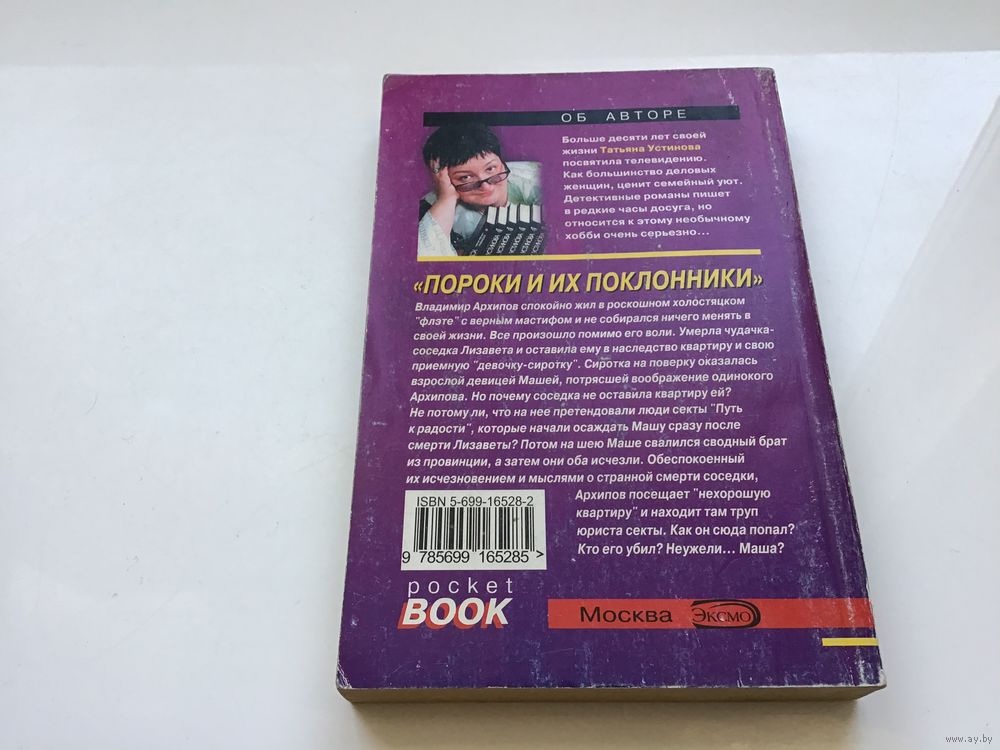 ОБ АВТОРЕ
Больше десяти лет своей
жизни Татьяна Устинова
посвятила телевидению.
Как большинство деловых
женщин, ценит семейный уют.
Детективные романы пишет
в редкие часы досуга, но
относится к этому необычному
хобби очень серьезно...
«ПОРОКИ И ИХ ПОКЛОННИКИ»
Владимир Архипов спокойно жил в роскошном холостяцком
"флэте" с верным мастифом и не собирался ничего менять в
своей жизни. Все произошло помимо его воли. Умерла чудачка-
соседка Лизавета и оставила ему в наследство квартиру и свою
приемную "девочку-сиротку". Сиротка на поверку оказалась
взрослой девицей Машей, потрясшей воображение одинокого
Архипова. Но почему соседка не оставила квартиру ей?
Не потому ли, что на нее претендовали люди секты "Путь
к радости", которые начали осаждать Машу сразу после
смерти Лизаветы? Потом на шею Маше свалился сводный брат
из провинции, а затем они оба исчезли. Обеспокоенный
их исчезновением и мыслями о странной смерти соседки,
Архипов посещает "нехорошую
квартиру" и находит там труп
юриста секты. Как он сюда попал?
Кто его убил? Неужели... Маша?
ISBN 5-699-16528-2
9 785699 165285 >
pocket
BOOK
Москва ЭКСМО
www.ay.by